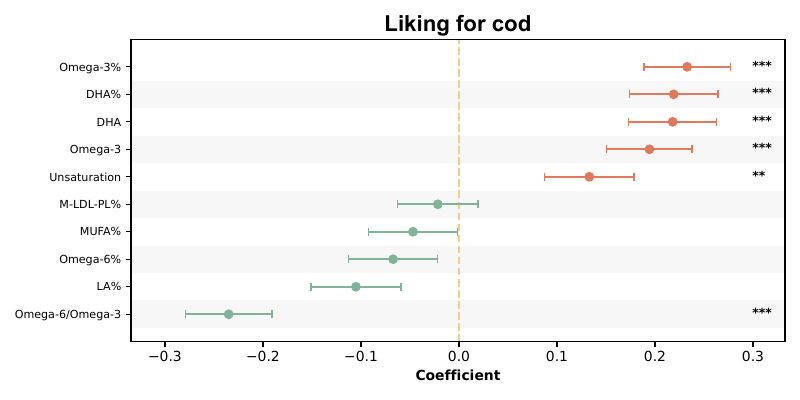 Liking for cod
Omega-3% ***
DHA% ***
DHA ***
Omega-3 ***
Unsaturation **
M-LDL-PL%
MUFA%
Omega-6%
LA%
Omega-6/Omega-3 ***
−0.3 −0.2 −0.1 0.0 0.1 0.2 0.3
Coefficient